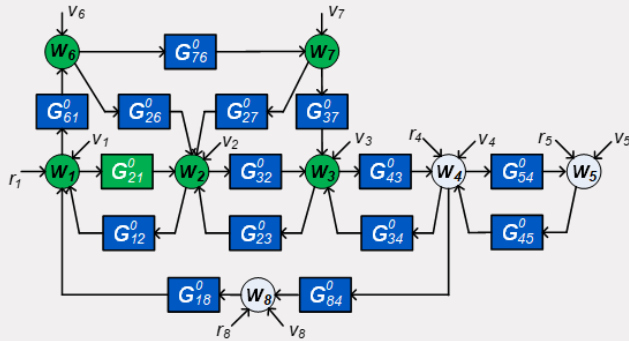 v6 v7
W6 G⁰76 W7
G⁰61 G⁰26 G⁰27 G⁰37
v1 v2 v3 r4 v4 r5 v5
r1 W1 G⁰21 W2 G⁰32 W3 G⁰43 W4 G⁰54 W5
G⁰12 G⁰23 G⁰34 G⁰45
G⁰18 W8 G⁰84
r8 v8